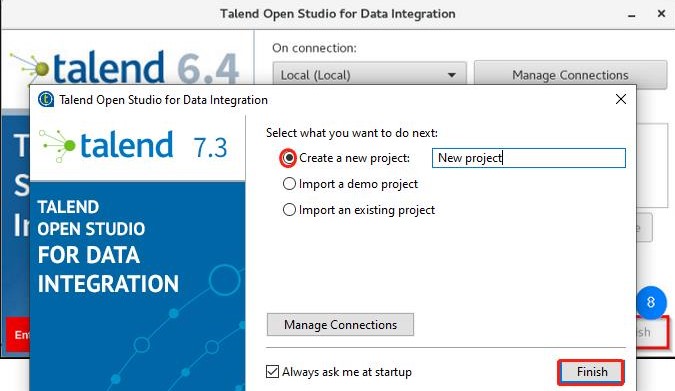 Talend Open Studio for Data Integration
talend 6.4
On connection:
Local (Local)
Manage Connections
Talend Open Studio for Data Integration
talend 7.3
Select what you want to do next:
Create a new project:
New project
Import a demo project
Import an existing project
TALEND
OPEN STUDIO
FOR DATA
INTEGRATION
Manage Connections
8
Always ask me at startup
Finish